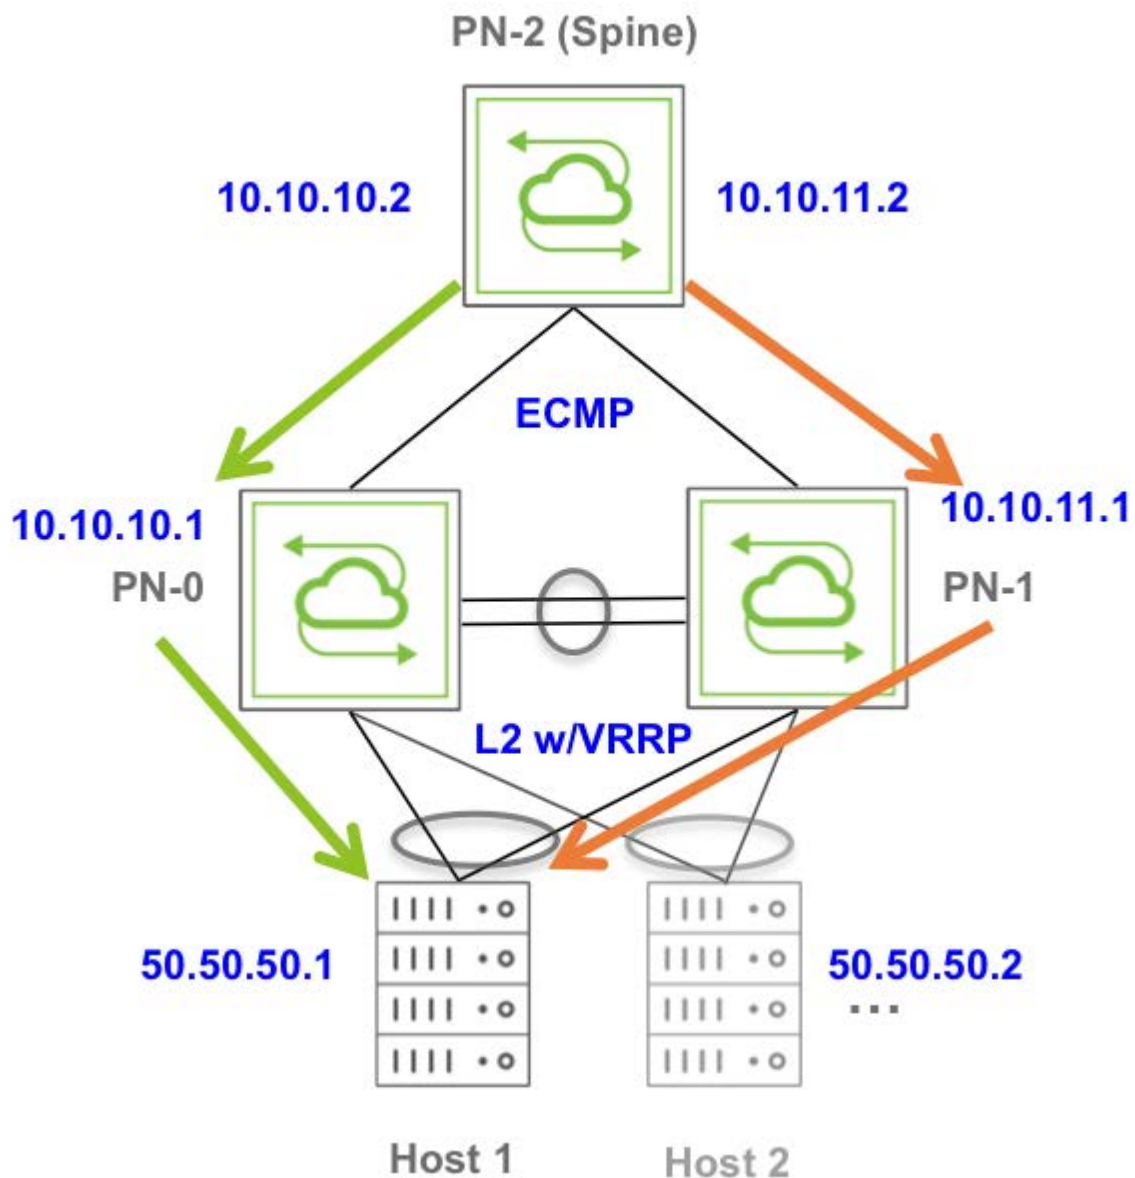 PN-2 (Spine)
10.10.10.2
10.10.11.2
ECMP
10.10.10.1
10.10.11.1
PN-0
PN-1
L2 w/VRRP
50.50.50.1
50.50.50.2
...
Host 1
Host 2